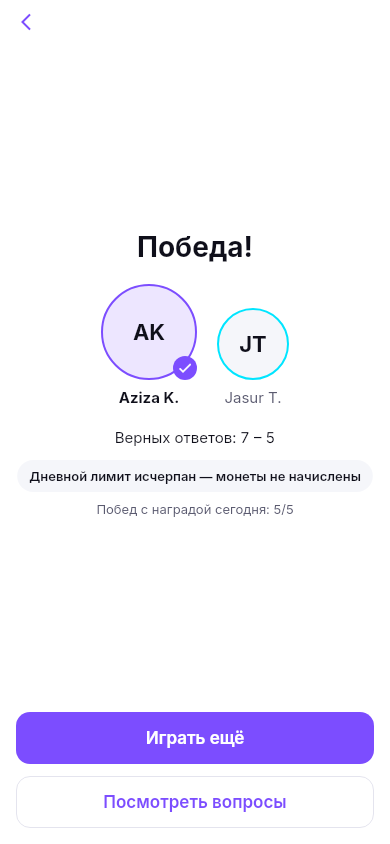 Победа!
AK
JT
Aziza K.
Jasur T.
Верных ответов: 7 – 5
Дневной лимит исчерпан — монеты не начислены
Побед с наградой сегодня: 5/5
Играть ещё
Посмотреть вопросы